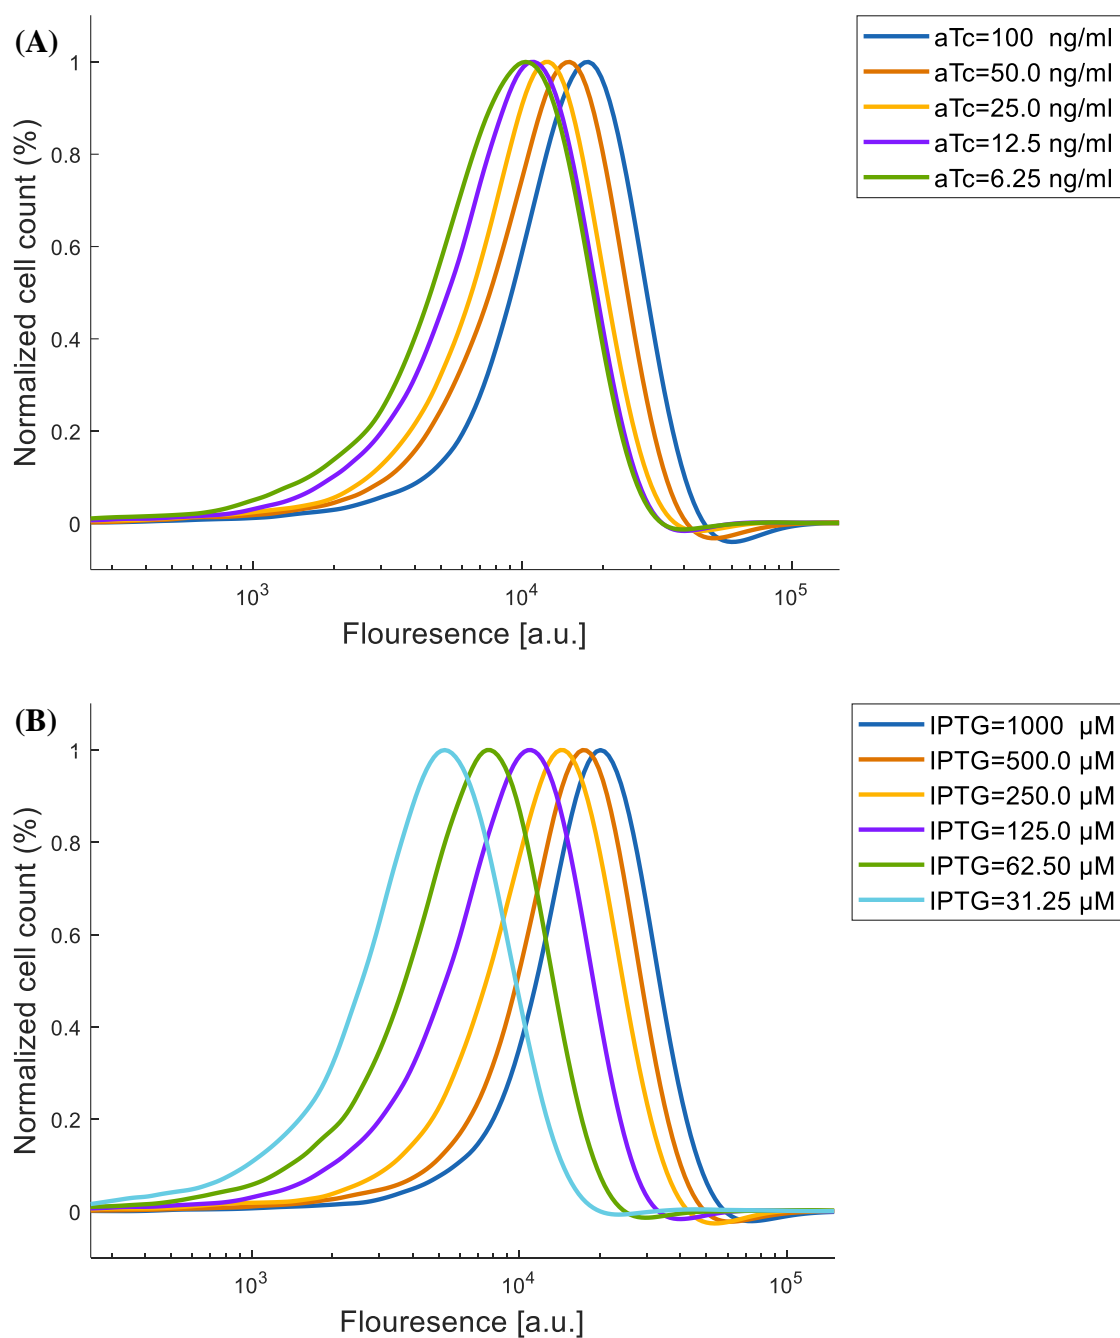 (A)
aTc=100 ng/ml
aTc=50.0 ng/ml
aTc=25.0 ng/ml
aTc=12.5 ng/ml
aTc=6.25 ng/ml
Normalized cell count (%)
1
0.8
0.6
0.4
0.2
0
10³
10⁴
10⁵
Flouresence [a.u.]
(B)
IPTG=1000 µM
IPTG=500.0 µM
IPTG=250.0 µM
IPTG=125.0 µM
IPTG=62.50 µM
IPTG=31.25 µM
Normalized cell count (%)
1
0.8
0.6
0.4
0.2
0
10³
10⁴
10⁵
Flouresence [a.u.]